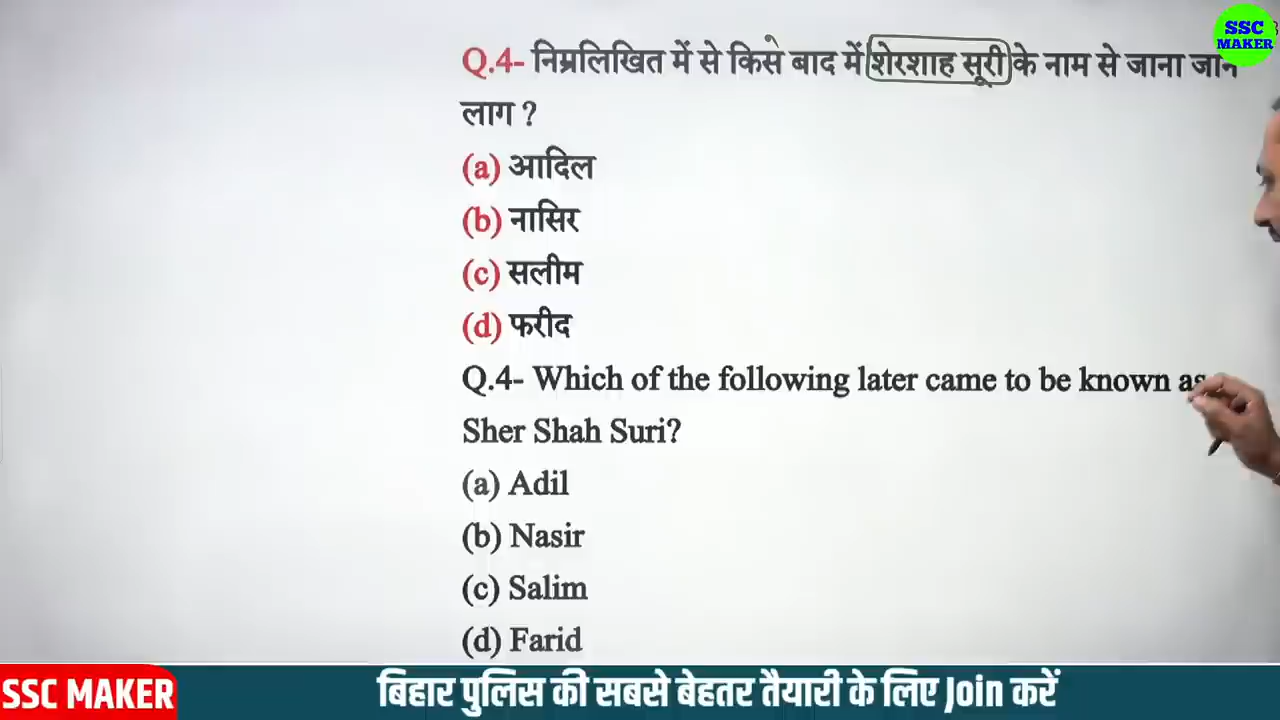 SSC
MAKER
Q.4- निम्नलिखित में से किसे बाद में शेरशाह सूरी के नाम से जाना जाने
लाग ?
(a) आदिल
(b) नासिर
(c) सलीम
(d) फरीद
Q.4- Which of the following later came to be known as
Sher Shah Suri?
(a) Adil
(b) Nasir
(c) Salim
(d) Farid
SSC MAKER
बिहार पुलिस की सबसे बेहतर तैयारी के लिए Join करें